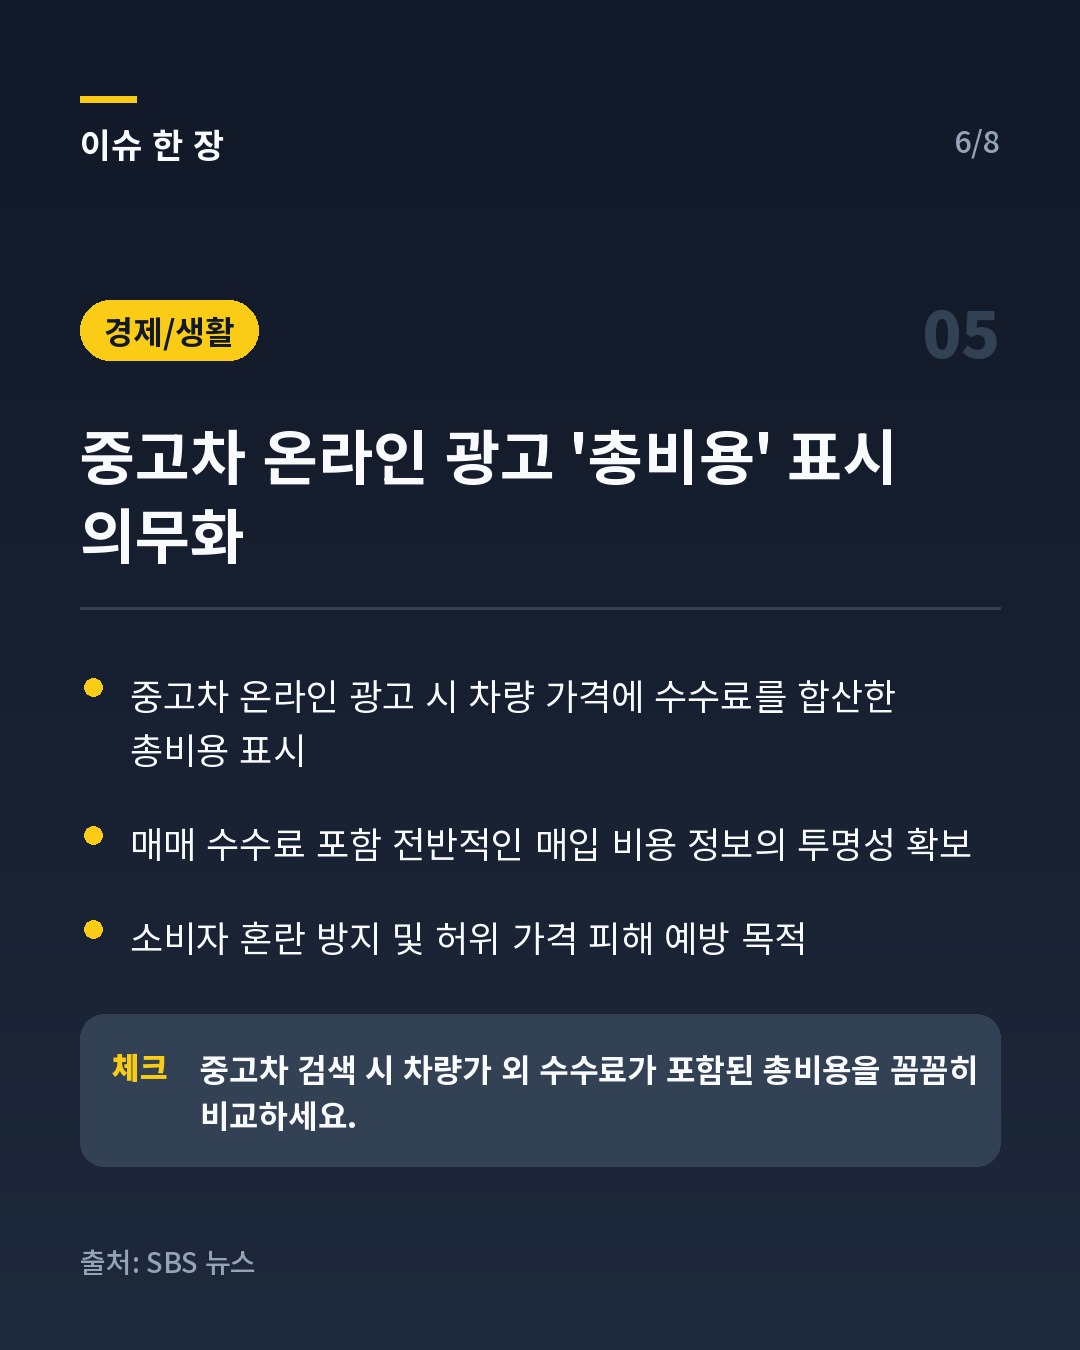 이슈 한 장
6/8
경제/생활
05
중고차 온라인 광고 '총비용' 표시
의무화
중고차 온라인 광고 시 차량 가격에 수수료를 합산한
총비용 표시
매매 수수료 포함 전반적인 매입 비용 정보의 투명성 확보
소비자 혼란 방지 및 허위 가격 피해 예방 목적
체크 중고차 검색 시 차량가 외 수수료가 포함된 총비용을 꼼꼼히
비교하세요.
출처: SBS 뉴스